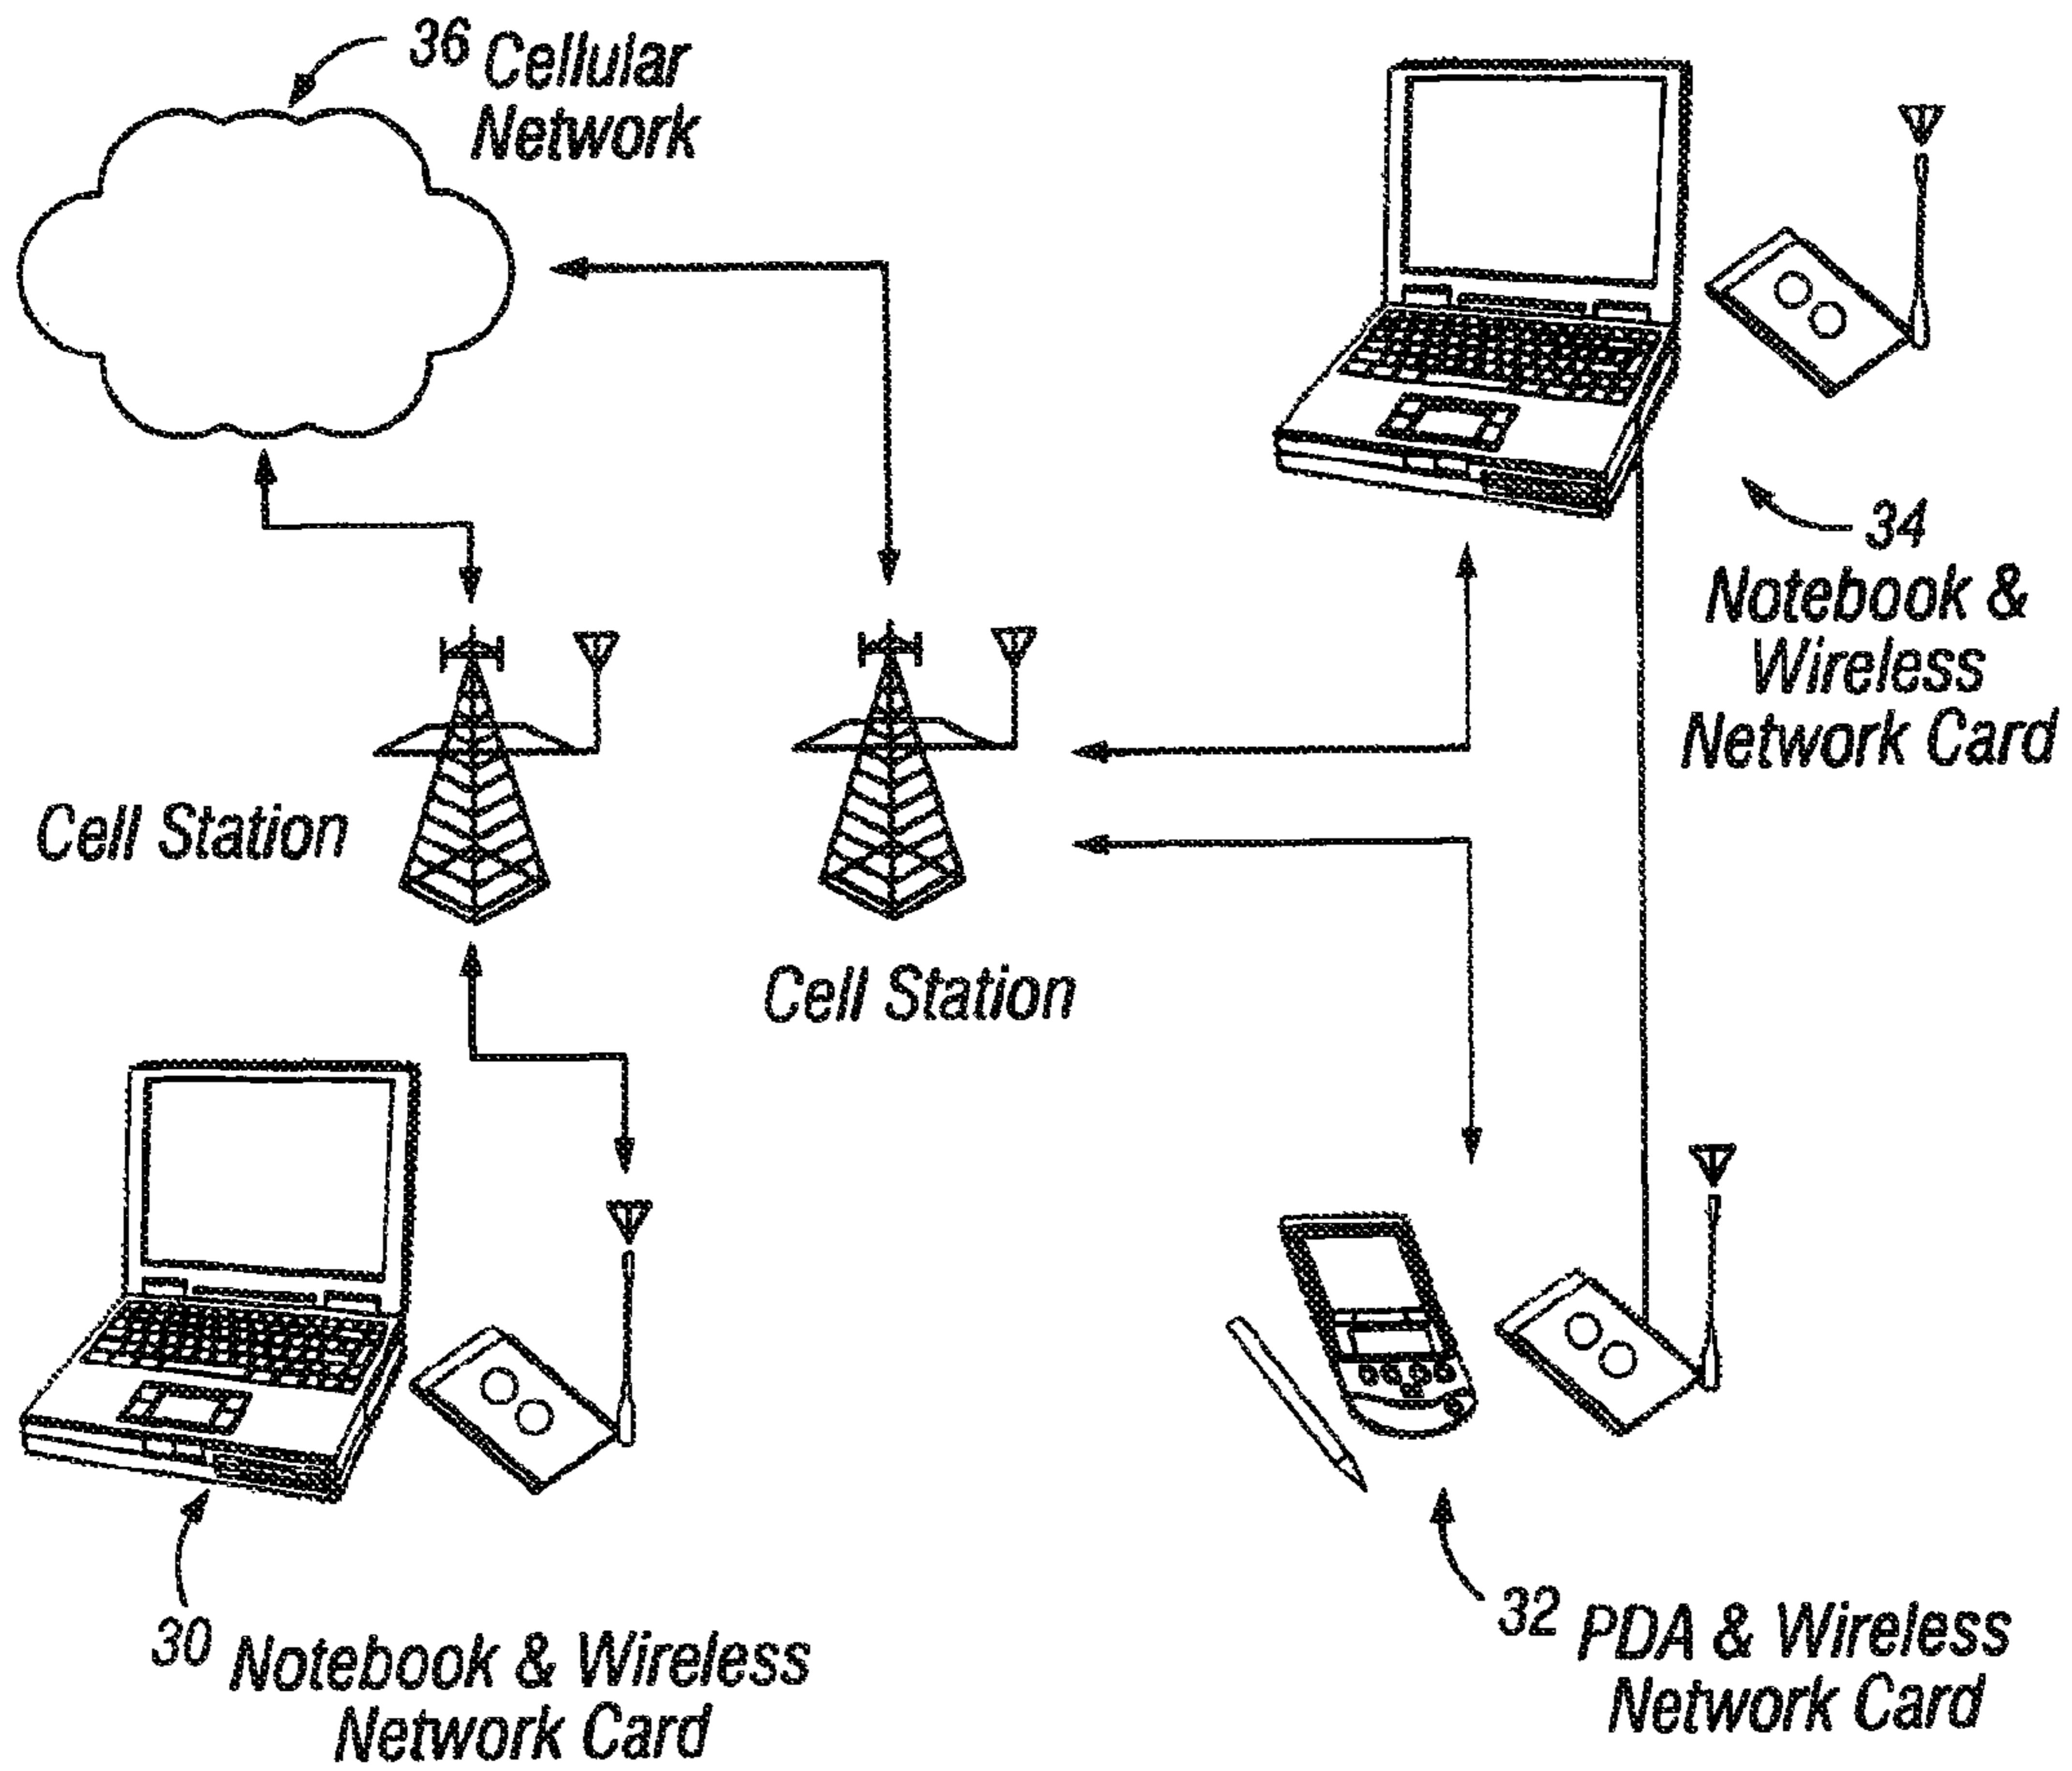 36 Cellular
Network
34
Notebook &
Wireless
Network Card
Cell Station
Cell Station
30 Notebook & Wireless
Network Card
32 PDA & Wireless
Network Card